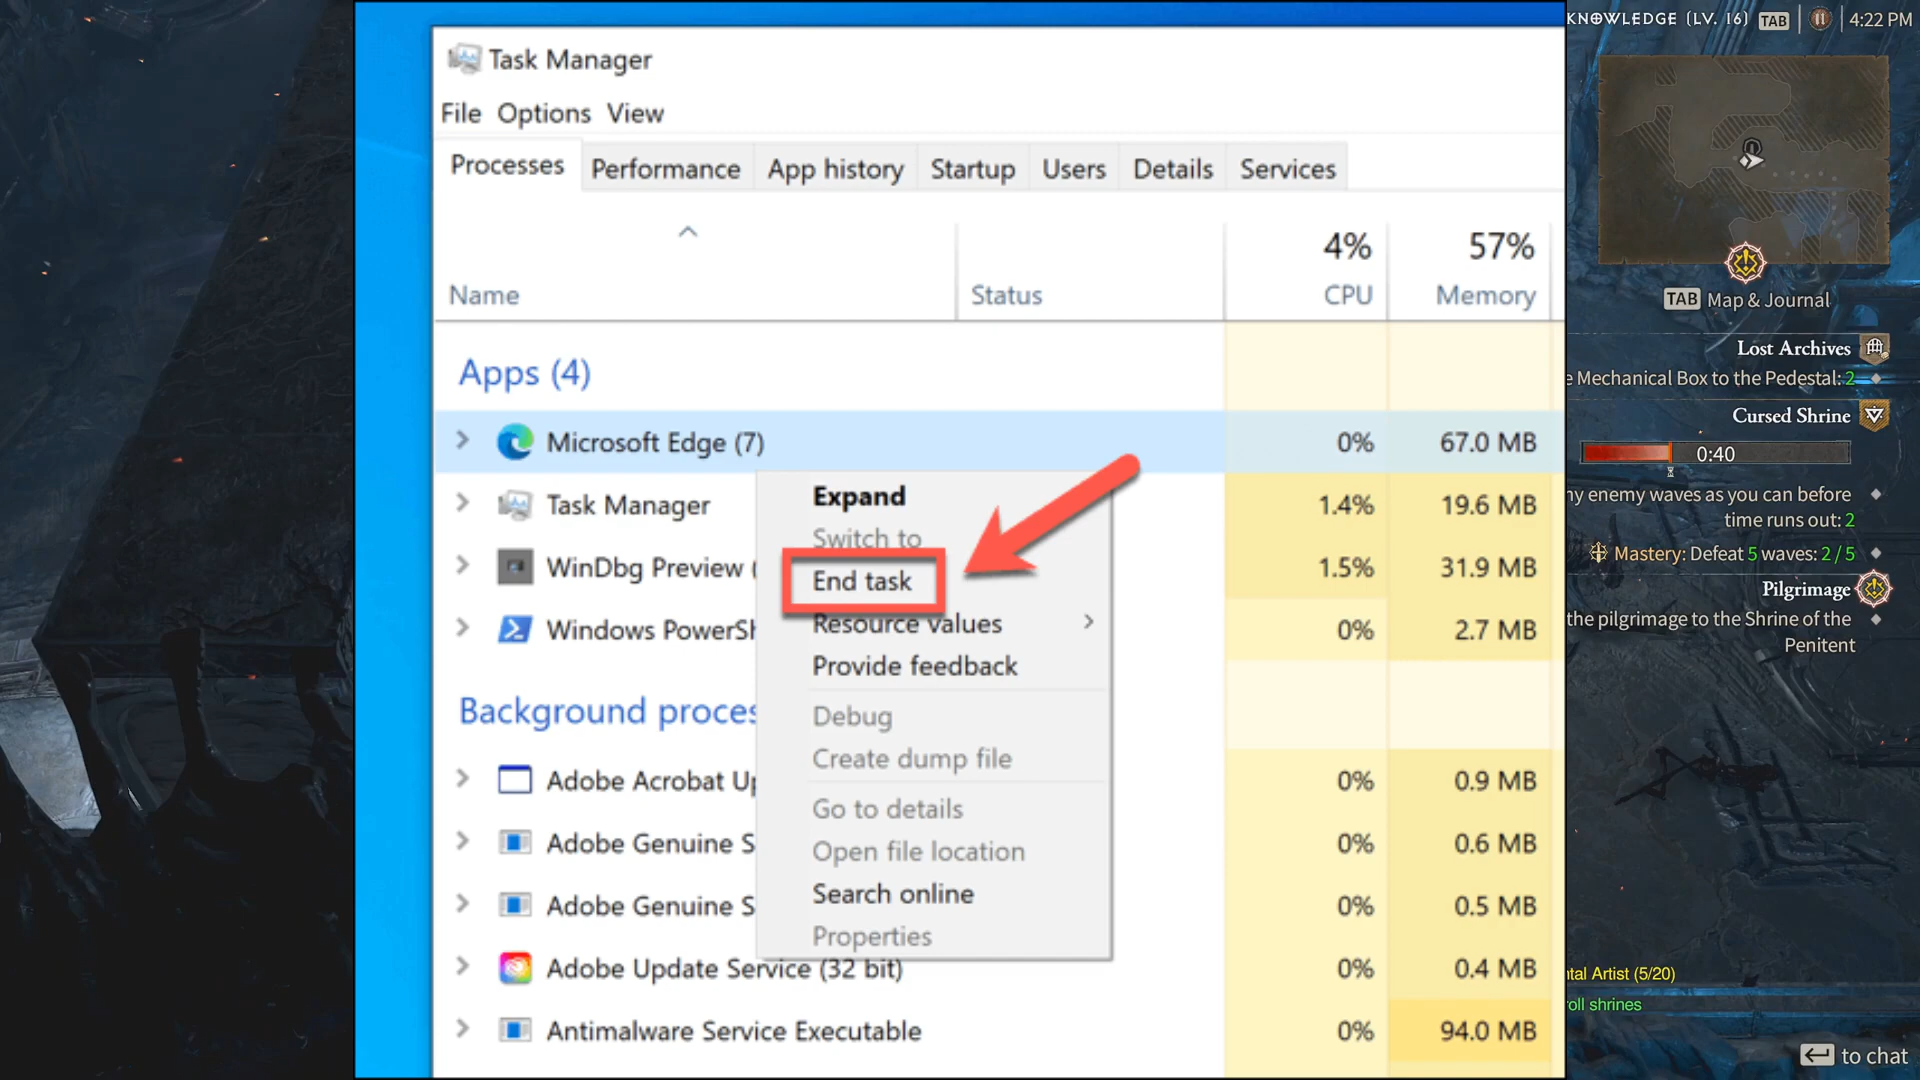 KNOWLEDGE (LV. 16) TAB 4:22 PM
Task Manager
File Options View
Processes Performance App history Startup Users Details Services
4% 57%
Name Status CPU Memory
Apps (4)
Microsoft Edge (7) 0% 67.0 MB
Task Manager 1.4% 19.6 MB
WinDbg Preview ( 1.5% 31.9 MB
Windows PowerSh 0% 2.7 MB
Expand
Switch to
End task
Resource values
Provide feedback
Debug
Create dump file
Go to details
Open file location
Search online
Properties
Background proces
Adobe Acrobat Up 0% 0.9 MB
Adobe Genuine S 0% 0.6 MB
Adobe Genuine S 0% 0.5 MB
Adobe Update Service (32 bit) 0% 0.4 MB
Antimalware Service Executable 0% 94.0 MB
TAB Map & Journal
Lost Archives
e Mechanical Box to the Pedestal: 2
Cursed Shrine
0:40
ny enemy waves as you can before
time runs out: 2
Mastery: Defeat 5 waves: 2 / 5
Pilgrimage
the pilgrimage to the Shrine of the
Penitent
ntal Artist (5/20)
roll shrines
to chat